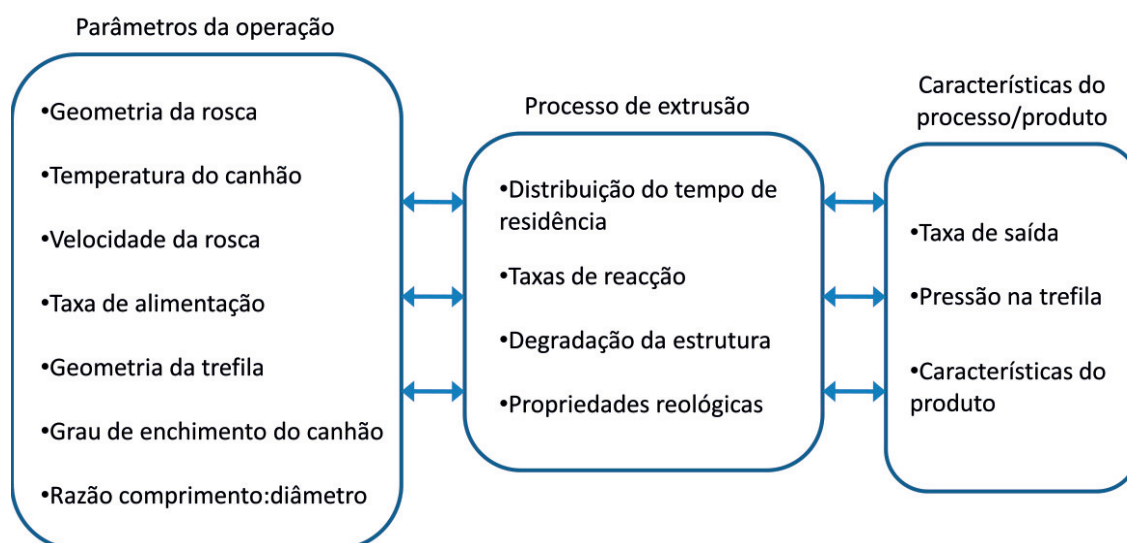 Parâmetros da operação
•Geometria da rosca
•Temperatura do canhão
•Velocidade da rosca
•Taxa de alimentação
•Geometria da trefila
•Grau de enchimento do canhão
•Razão comprimento:diâmetro
Processo de extrusão
•Distribuição do tempo de
residência
•Taxas de reacção
•Degradação da estrutura
•Propriedades reológicas
Características do
processo/produto
•Taxa de saída
•Pressão na trefila
•Características do
produto